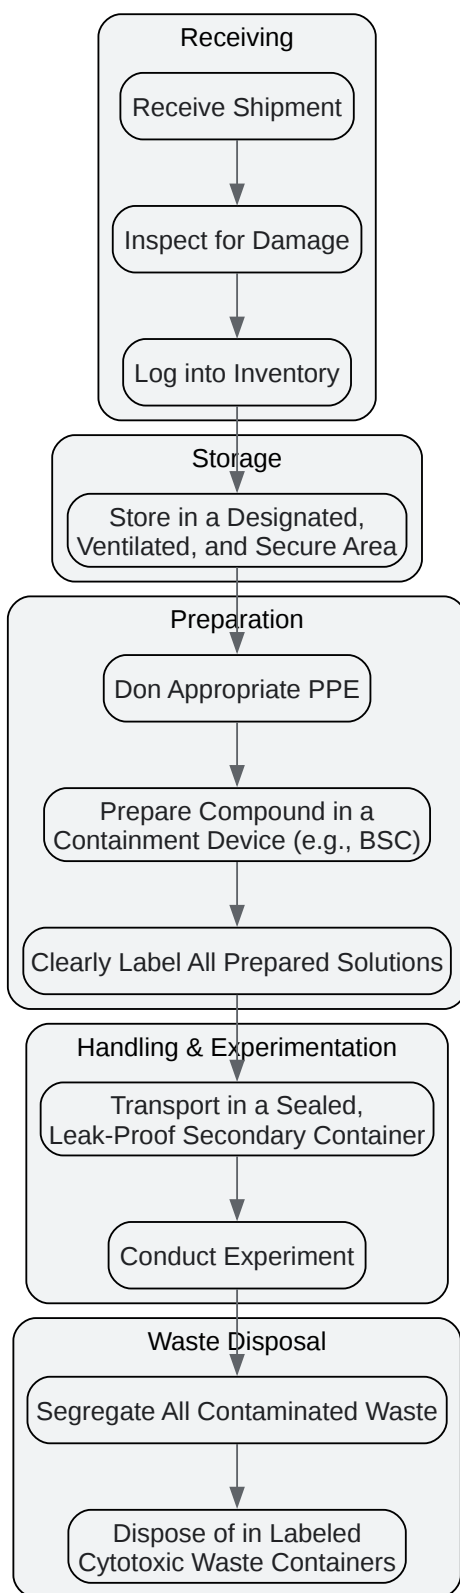 Receiving
Receive Shipment
Inspect for Damage
Log into Inventory
Storage
Store in a Designated,
Ventilated, and Secure Area
Preparation
Don Appropriate PPE
Prepare Compound in a
Containment Device (e.g., BSC)
Clearly Label All Prepared Solutions
Handling & Experimentation
Transport in a Sealed,
Leak-Proof Secondary Container
Conduct Experiment
Waste Disposal
Segregate All Contaminated Waste
Dispose of in Labeled
Cytotoxic Waste Containers